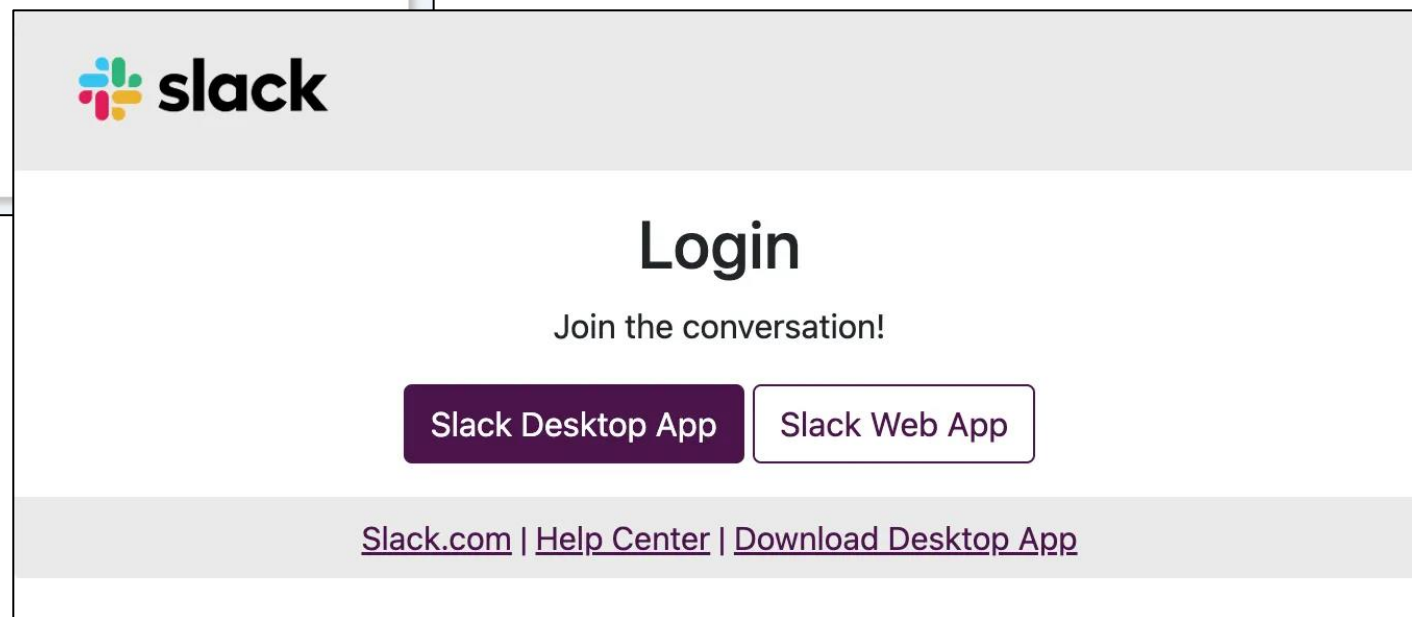 slack
Login
Join the conversation!
Slack Desktop App Slack Web App
Slack.com | Help Center | Download Desktop App